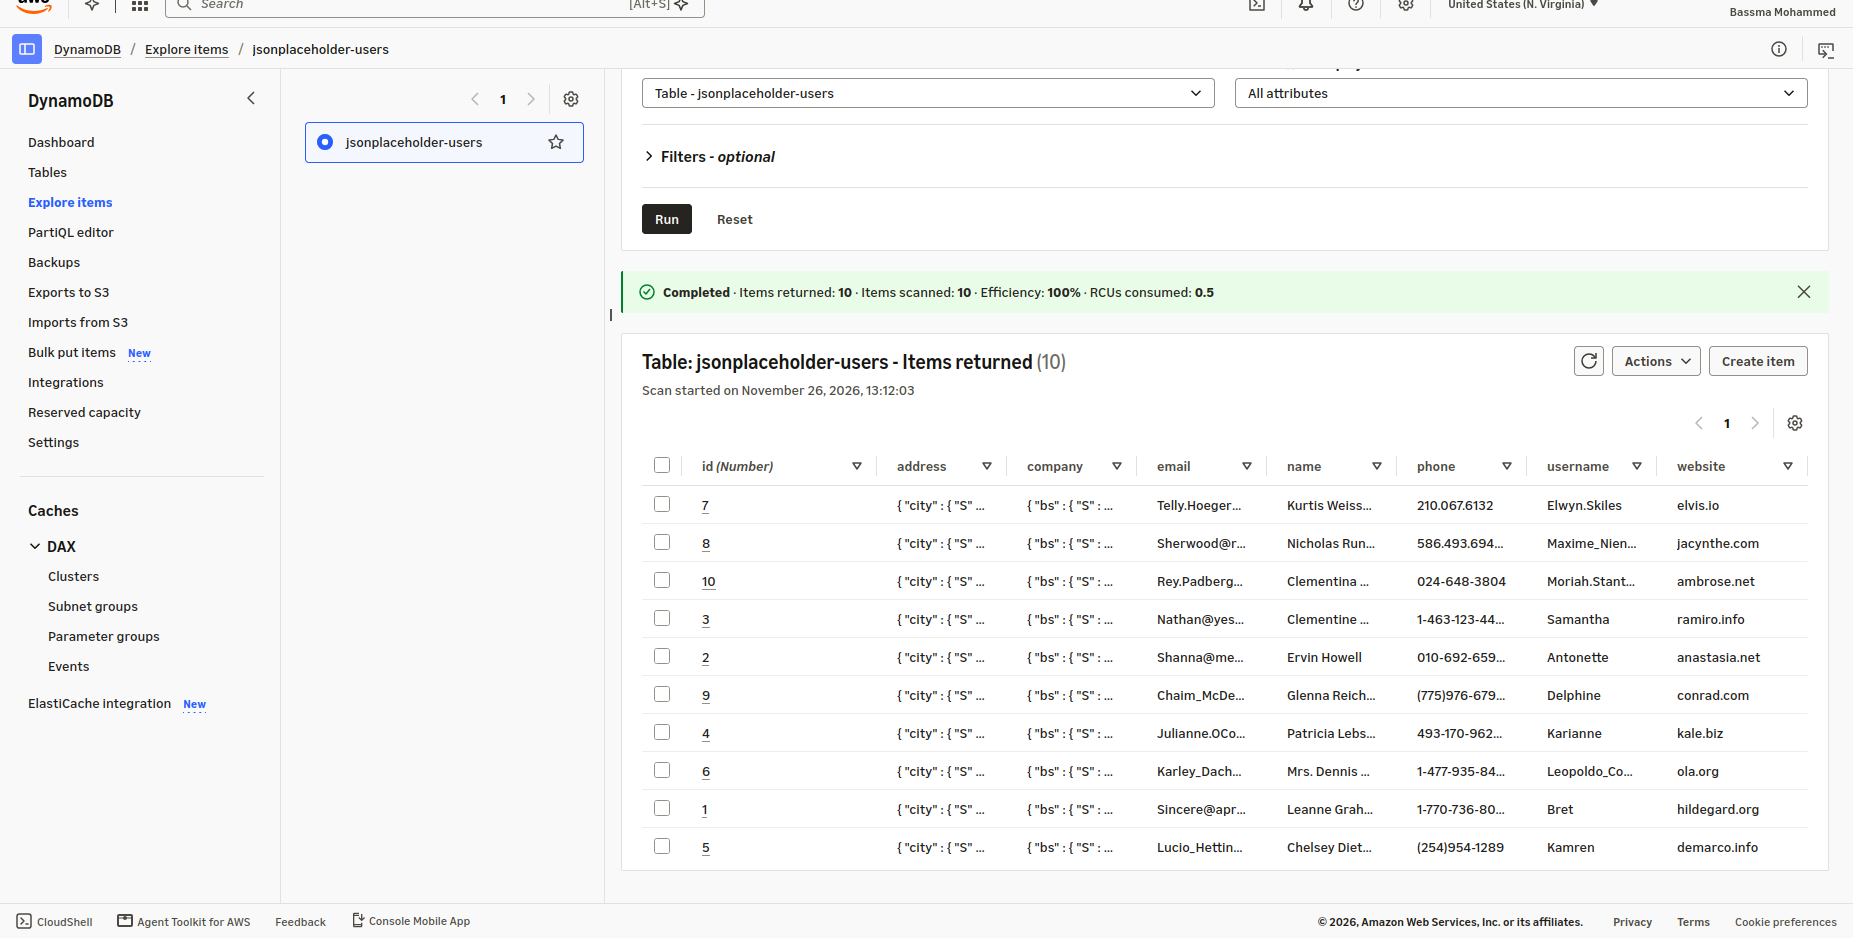 aws
Search
[Alt+S]
United States (N. Virginia)
Bassma Mohammed
DynamoDB / Explore items / jsonplaceholder-users
DynamoDB
Dashboard
Tables
Explore items
PartiQL editor
Backups
Exports to S3
Imports from S3
Bulk put items New
Integrations
Reserved capacity
Settings
Caches
DAX
Clusters
Subnet groups
Parameter groups
Events
ElastiCache integration New
1
jsonplaceholder-users
Table - jsonplaceholder-users
All attributes
Filters - optional
Run Reset
Completed · Items returned: 10 · Items scanned: 10 · Efficiency: 100% · RCUs consumed: 0.5
Table: jsonplaceholder-users - Items returned (10)
Actions Create item
Scan started on November 26, 2026, 13:12:03
1
id (Number) address company email name phone username website
7 { "city" : { "S" ... { "bs" : { "S" : ... Telly.Hoeger... Kurtis Weiss... 210.067.6132 Elwyn.Skiles elvis.io
8 { "city" : { "S" ... { "bs" : { "S" : ... Sherwood@r... Nicholas Run... 586.493.694... Maxime_Nien... jacynthe.com
10 { "city" : { "S" ... { "bs" : { "S" : ... Rey.Padberg... Clementina ... 024-648-3804 Moriah.Stant... ambrose.net
3 { "city" : { "S" ... { "bs" : { "S" : ... Nathan@yes... Clementine ... 1-463-123-44... Samantha ramiro.info
2 { "city" : { "S" ... { "bs" : { "S" : ... Shanna@me... Ervin Howell 010-692-659... Antonette anastasia.net
9 { "city" : { "S" ... { "bs" : { "S" : ... Chaim_McDe... Glenna Reich... (775)976-679... Delphine conrad.com
4 { "city" : { "S" ... { "bs" : { "S" : ... Julianne.OCo... Patricia Lebs... 493-170-962... Karianne kale.biz
6 { "city" : { "S" ... { "bs" : { "S" : ... Karley_Dach... Mrs. Dennis ... 1-477-935-84... Leopoldo_Co... ola.org
1 { "city" : { "S" ... { "bs" : { "S" : ... Sincere@apr... Leanne Grah... 1-770-736-80... Bret hildegard.org
5 { "city" : { "S" ... { "bs" : { "S" : ... Lucio_Hettin... Chelsey Diet... (254)954-1289 Kamren demarco.info
CloudShell Agent Toolkit for AWS Feedback Console Mobile App
© 2026, Amazon Web Services, Inc. or its affiliates. Privacy Terms Cookie preferences